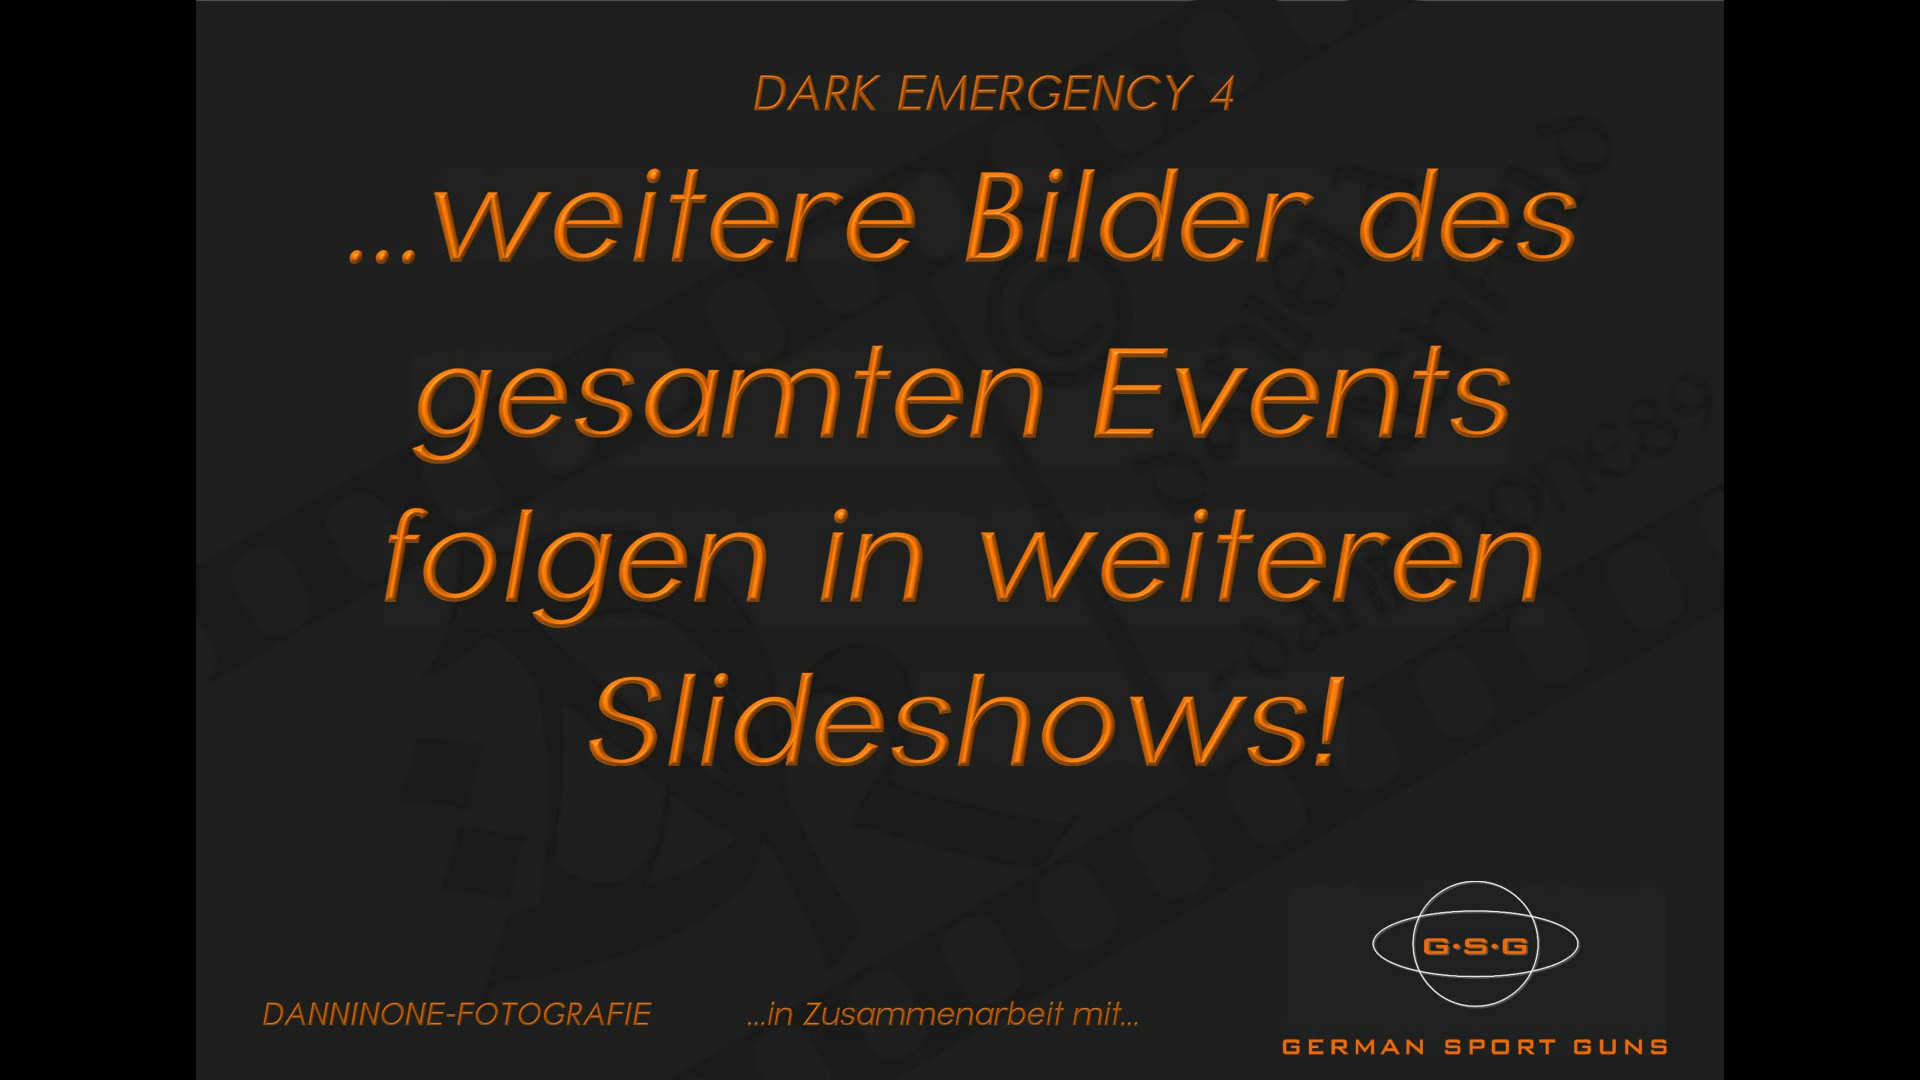 DARK EMERGENCY 4
...weitere Bilder des
gesamten Events
folgen in weiteren
Slideshows!
G·S·G
DANNINONE-FOTOGRAFIE
...in Zusammenarbeit mit...
GERMAN SPORT GUNS